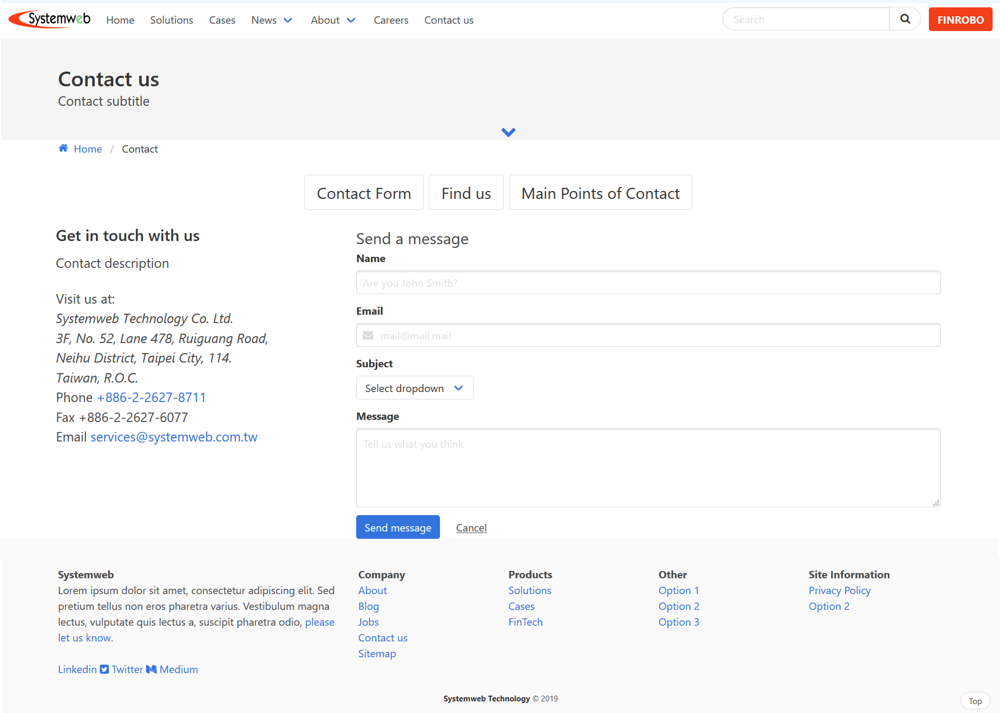 Systemweb Home Solutions Cases News About Careers Contact us Search FINROBO
Contact us
Contact subtitle
Home / Contact
Contact Form Find us Main Points of Contact
Get in touch with us
Contact description
Visit us at:
Systemweb Technology Co. Ltd.
3F, No. 52, Lane 478, Ruiguang Road,
Neihu District, Taipei City, 114.
Taiwan, R.O.C.
Phone +886-2-2627-8711
Fax +886-2-2627-6077
Email services@systemweb.com.tw
Send a message
Name
Are you John Smith?
Email
mail@mail.mail
Subject
Select dropdown
Message
Tell us what you think
Send message Cancel
Systemweb
Lorem ipsum dolor sit amet, consectetur adipiscing elit. Sed
pretium tellus non eros pharetra varius. Vestibulum magna
lectus, vulputate quis lectus a, suscipit pharetra odio, please
let us know.
Linkedin Twitter Medium
Company
About
Blog
Jobs
Contact us
Sitemap
Products
Solutions
Cases
FinTech
Other
Option 1
Option 2
Option 3
Site Information
Privacy Policy
Option 2
Systemweb Technology © 2019
Top